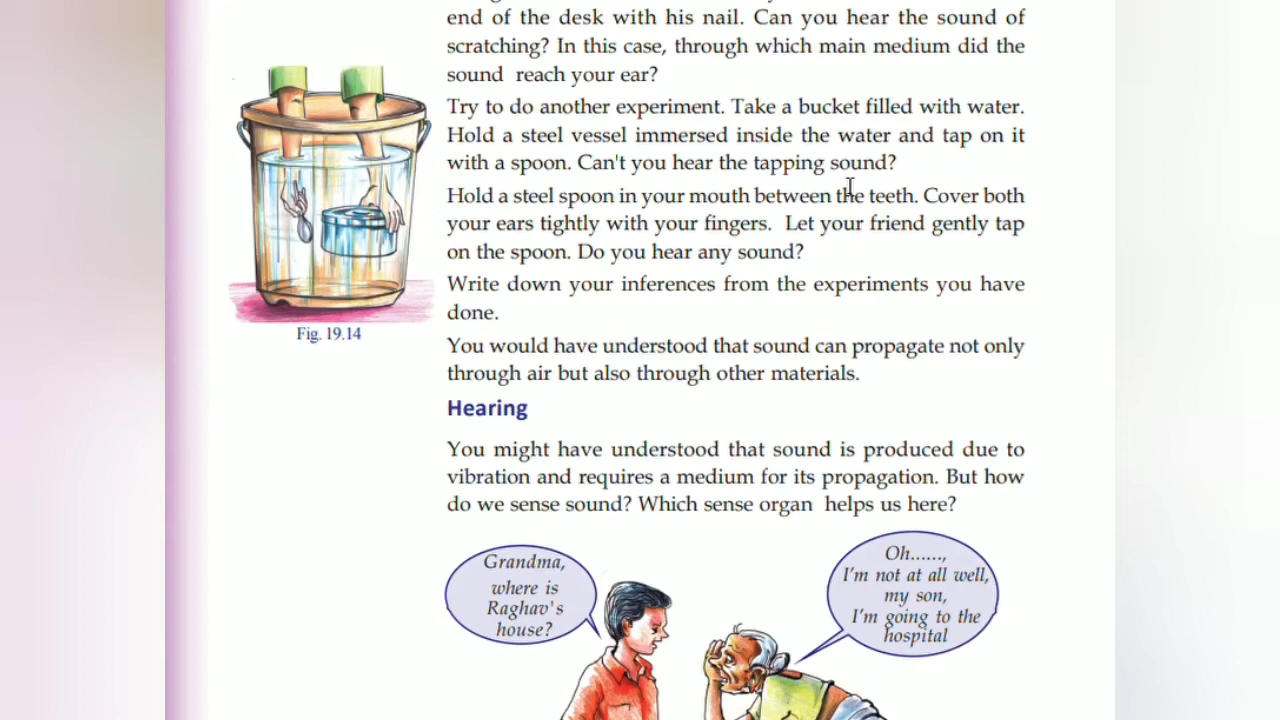 end of the desk with his nail. Can you hear the sound of
scratching? In this case, through which main medium did the
sound reach your ear?
Try to do another experiment. Take a bucket filled with water.
Hold a steel vessel immersed inside the water and tap on it
with a spoon. Can't you hear the tapping sound?
Hold a steel spoon in your mouth between the teeth. Cover both
your ears tightly with your fingers. Let your friend gently tap
on the spoon. Do you hear any sound?
Write down your inferences from the experiments you have
done.
Fig. 19.14
You would have understood that sound can propagate not only
through air but also through other materials.
Hearing
You might have understood that sound is produced due to
vibration and requires a medium for its propagation. But how
do we sense sound? Which sense organ helps us here?
Grandma,
where is
Raghav's
house?
Oh......,
I'm not at all well,
my son,
I'm going to the
hospital